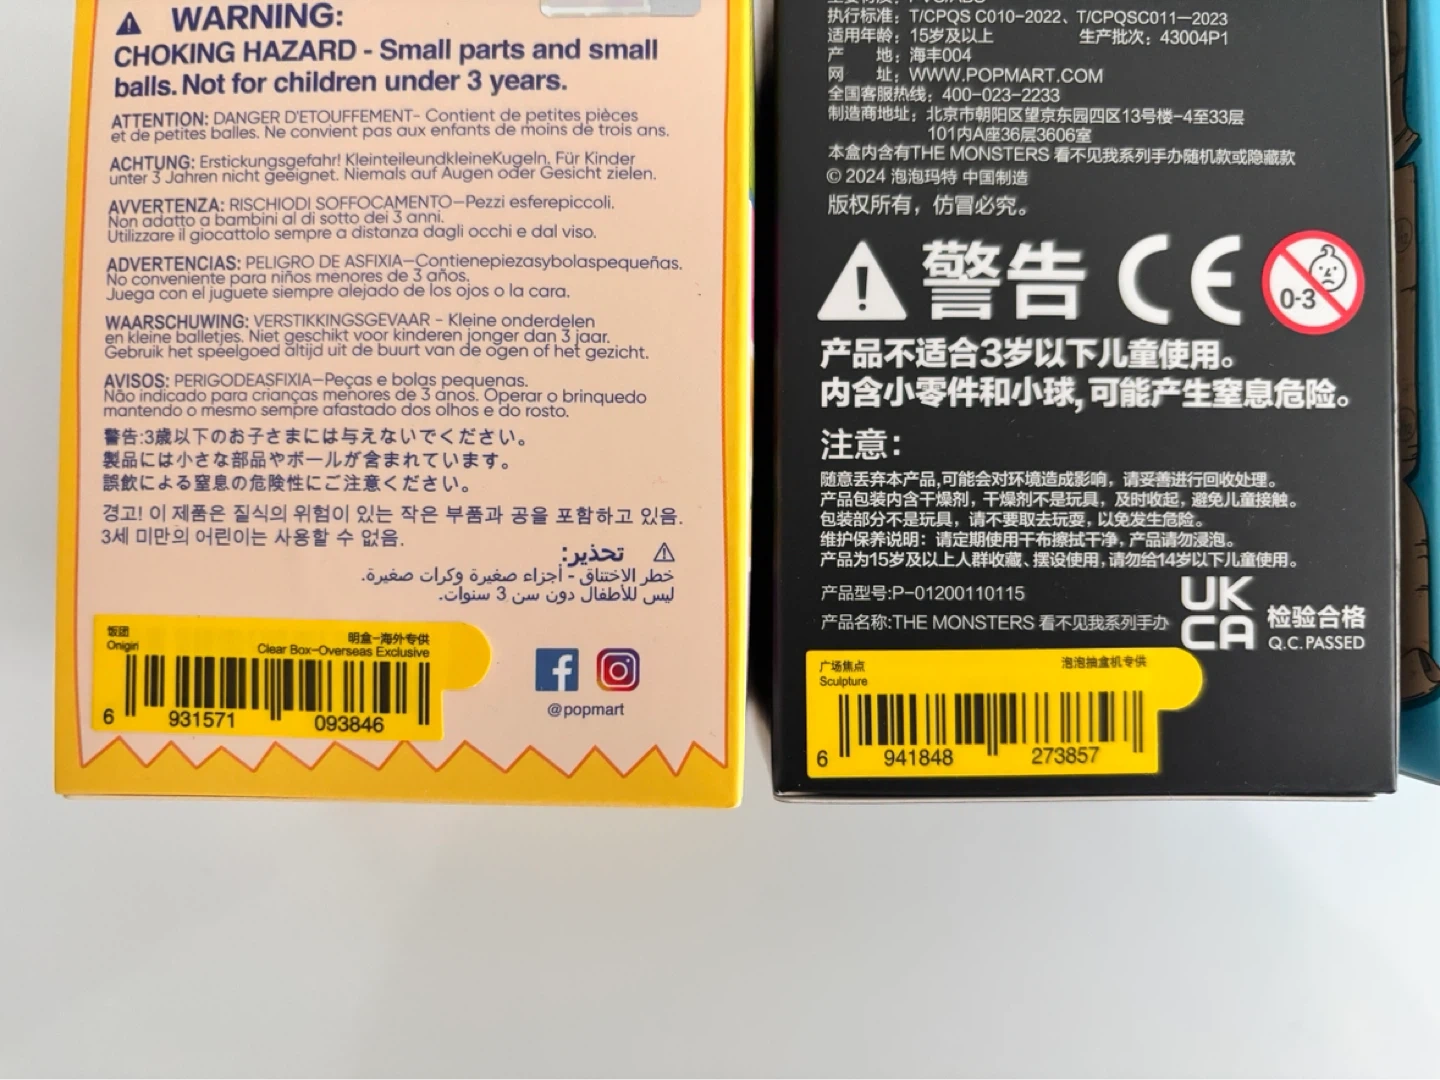 WARNING:
CHOKING HAZARD - Small parts and small
balls. Not for children under 3 years.
ATTENTION: DANGER D'ETOUFFEMENT- Contient de petites pièces
et de petites balles. Ne convient pas aux enfants de moins de trois ans.
ACHTUNG: Erstickungsgefahr! KleinteileundkleineKugeln, Für Kinder
unter 3 Jahren nicht geeignet. Niemals auf Augen oder Gesicht zielen.
AVVERTENZA: RISCHIODI SOFFOCAMENTO—Pezzi esferepiccoli.
Non adatto a bambini al di sotto dei 3 anni.
Utilizzare il giocattolo sempre a distanza dagli occhi e dal viso.
ADVERTENCIAS: PELIGRO DE ASFIXIA—Contienepiezasybolaspequeñas.
No conveniente para niños menores de 3 años.
Juega con el juguete siempre alejado de los ojos o la cara.
WAARSCHUWING: VERSTIKKINGSGEVAAR - Kleine onderdelen
en kleine balletjes. Niet geschikt voor kinderen jonger dan 3 jaar.
Gebruik het speelgoed altijd uit de buurt van de ogen of het gezicht.
AVISOS: PERIGODEASFIXIA—Peças e bolas pequenas.
Não indicado para crianças menores de 3 anos. Operar o brinquedo
mantendo o mesmo sempre afastado dos olhos e do rosto.
警告:3歳以下のお子さまには与えないでください。
製品には小さな部品やボールが含まれています。
誤飲による窒息の危険性にご注意ください。
경고! 이 제품은 질식의 위험이 있는 작은 부품과 공을 포함하고 있음.
3세 미만의 어린이는 사용할 수 없음.
تحذير:
خطر الاختناق - أجزاء صغيرة وكرات صغيرة.
ليس للأطفال دون سن 3 سنوات.
饭团
Onigiri
明盒-海外专供
Clear Box-Overseas Exclusive
6 931571 093846
@popmart
执行标准：T/CPQS C010-2022、T/CPQSC011—2023
适用年龄：15岁及以上 生产批次：43004P1
产 地：海丰004
网 址：WWW.POPMART.COM
全国客服热线：400-023-2233
制造商地址：北京市朝阳区望京东园四区13号楼-4至33层
101内A座36层3606室
本盒内含有THE MONSTERS 看不见我系列手办随机款或隐藏款
© 2024 泡泡玛特 中国制造
版权所有，仿冒必究。
警告 CE 0-3
产品不适合3岁以下儿童使用。
内含小零件和小球,可能产生窒息危险。
注意：
随意丢弃本产品,可能会对环境造成影响，请妥善进行回收处理。
产品包装内含干燥剂，干燥剂不是玩具，及时收起，避免儿童接触。
包装部分不是玩具，请不要取去玩耍，以免发生危险。
维护保养说明：请定期使用干布擦拭干净,产品请勿浸泡。
产品为15岁及以上人群收藏、摆设使用,请勿给14岁以下儿童使用。
产品型号:P-01200110115
产品名称:THE MONSTERS 看不见我系列手办
UK
CA
检验合格
Q.C.PASSED
广场焦点
Sculpture
泡泡抽盒机专供
6 941848 273857